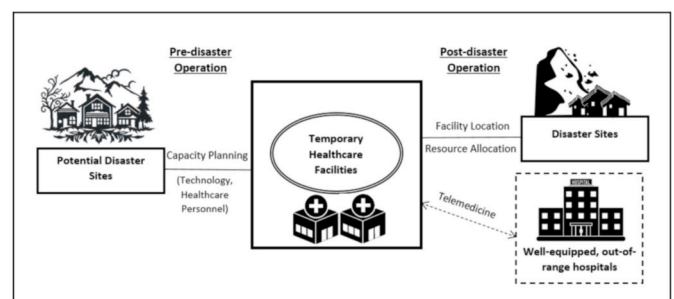 Pre-disaster
Operation
Post-disaster
Operation
Potential Disaster
Sites
Capacity Planning
(Technology,
Healthcare
Personnel)
Temporary
Healthcare
Facilities
Facility Location
Resource Allocation
Disaster Sites
Telemedicine
HOSPITAL
Well-equipped, out-of-
range hospitals